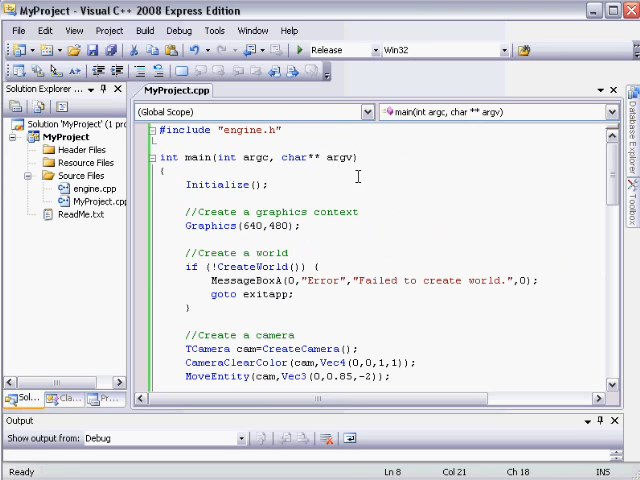 MyProject - Visual C++ 2008 Express Edition
File Edit View Project Build Debug Tools Window Help
Release Win32
Solution Explorer
Solution 'MyProject' (1 pro
MyProject
Header Files
Resource Files
Source Files
engine.cpp
MyProject.cpp
ReadMe.txt
Sol...
Cla...
Pr...
MyProject.cpp
(Global Scope) main(int argc, char ** argv)
#include "engine.h"
int main(int argc, char** argv)
{
Initialize();
//Create a graphics context
Graphics(640,480);
//Create a world
if (!CreateWorld()) {
MessageBoxA(0,"Error","Failed to create world.",0);
goto exitapp;
}
//Create a camera
TCamera cam=CreateCamera();
CameraClearColor(cam,Vec4(0,0,1,1));
MoveEntity(cam,Vec3(0,0.85,-2));
Database Explorer
Toolbox
Output
Show output from: Debug
Ready Ln 8 Col 21 Ch 18 INS